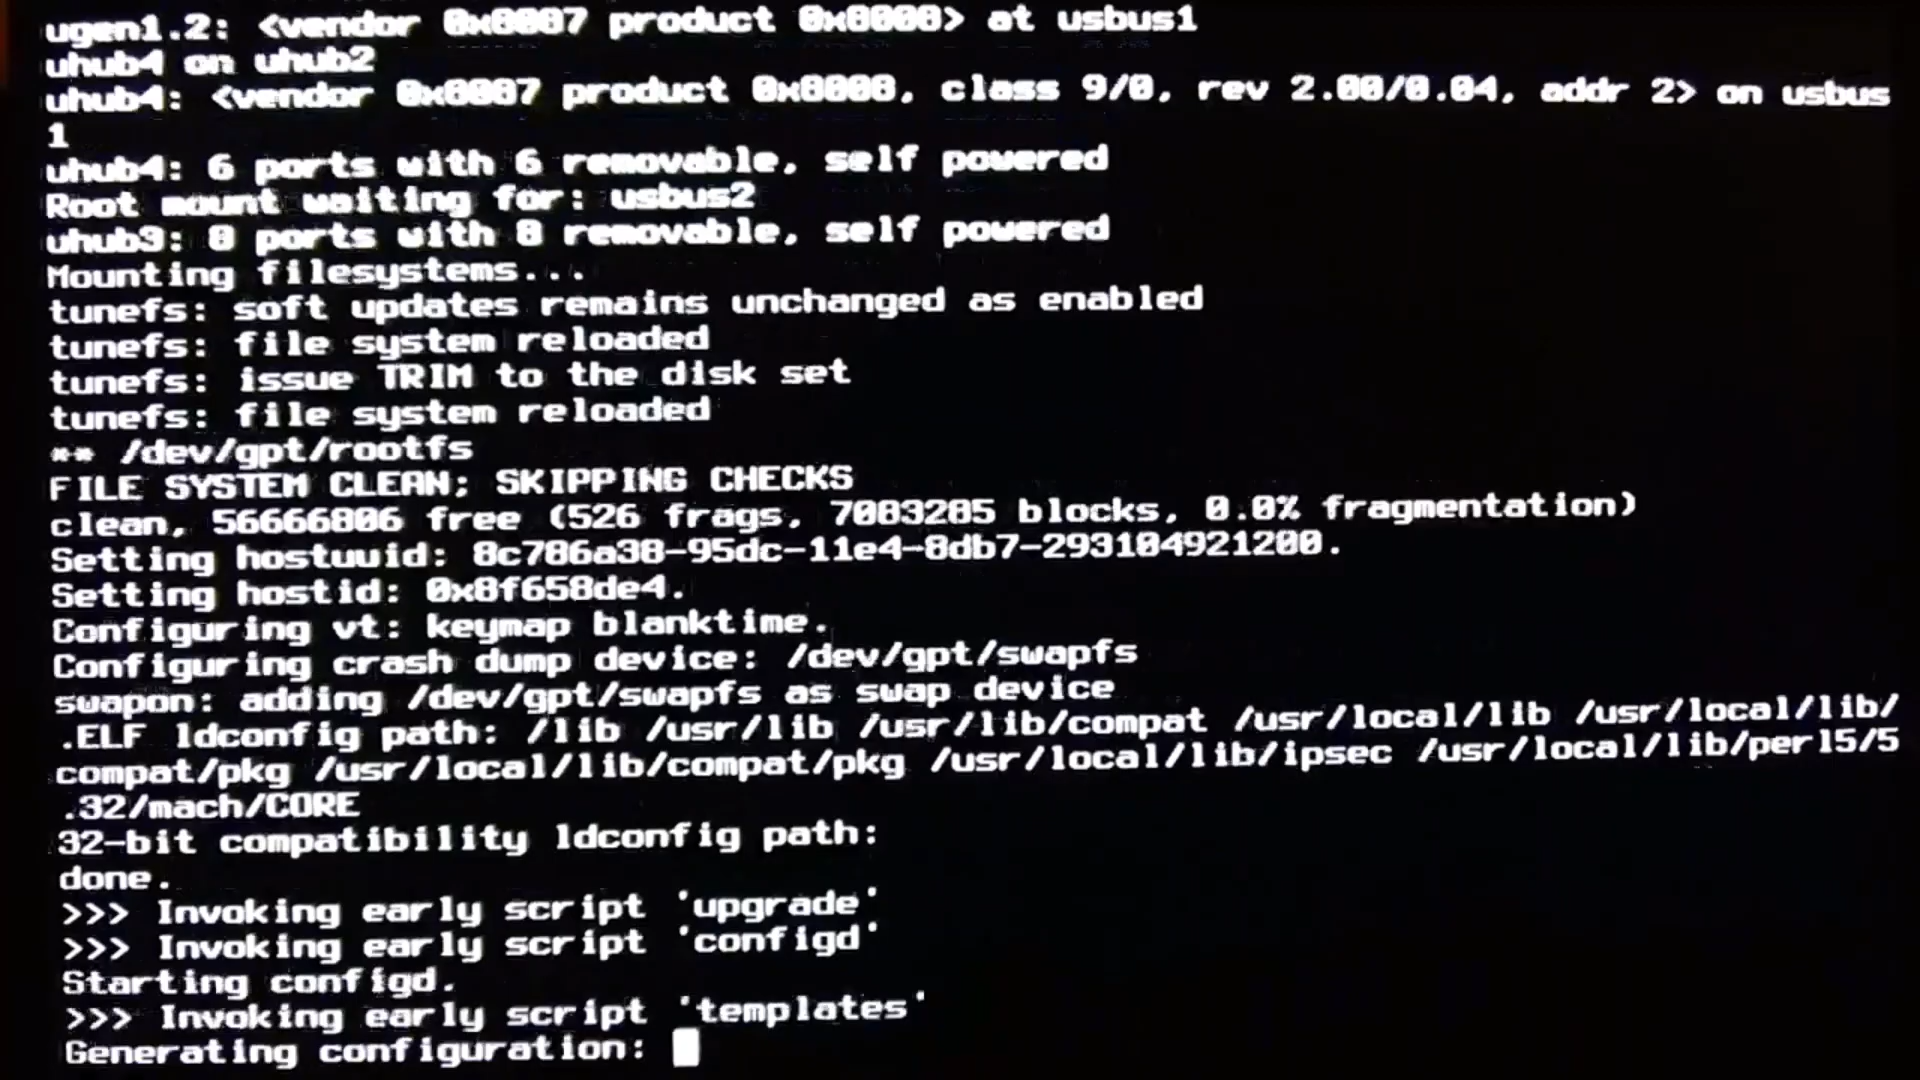 ugen1.2: <vendor 0x8087 product 0x8008> at usbus1
uhub4 on uhub2
uhub4: <vendor 0x8087 product 0x8008, class 9/0, rev 2.00/0.04, addr 2> on usbus
1
uhub4: 6 ports with 6 removable, self powered
Root mount waiting for: usbus2
uhub3: 8 ports with 8 removable, self powered
Mounting filesystems...
tunefs: soft updates remains unchanged as enabled
tunefs: file system reloaded
tunefs: issue TRIM to the disk set
tunefs: file system reloaded
** /dev/gpt/rootfs
FILE SYSTEM CLEAN; SKIPPING CHECKS
clean, 56666806 free (526 frags, 7083285 blocks, 0.0% fragmentation)
Setting hostuuid: 8c786a38-95dc-11e4-8db7-293104921200.
Setting hostid: 0x8f658de4.
Configuring vt: keymap blanktime.
Configuring crash dump device: /dev/gpt/swapfs
swapon: adding /dev/gpt/swapfs as swap device
.ELF ldconfig path: /lib /usr/lib /usr/lib/compat /usr/local/lib /usr/local/lib/
compat/pkg /usr/local/lib/compat/pkg /usr/local/lib/ipsec /usr/local/lib/perl5/5
.32/mach/CORE
32-bit compatibility ldconfig path:
done.
>>> Invoking early script 'upgrade'
>>> Invoking early script 'configd'
Starting configd.
>>> Invoking early script 'templates'
Generating configuration: